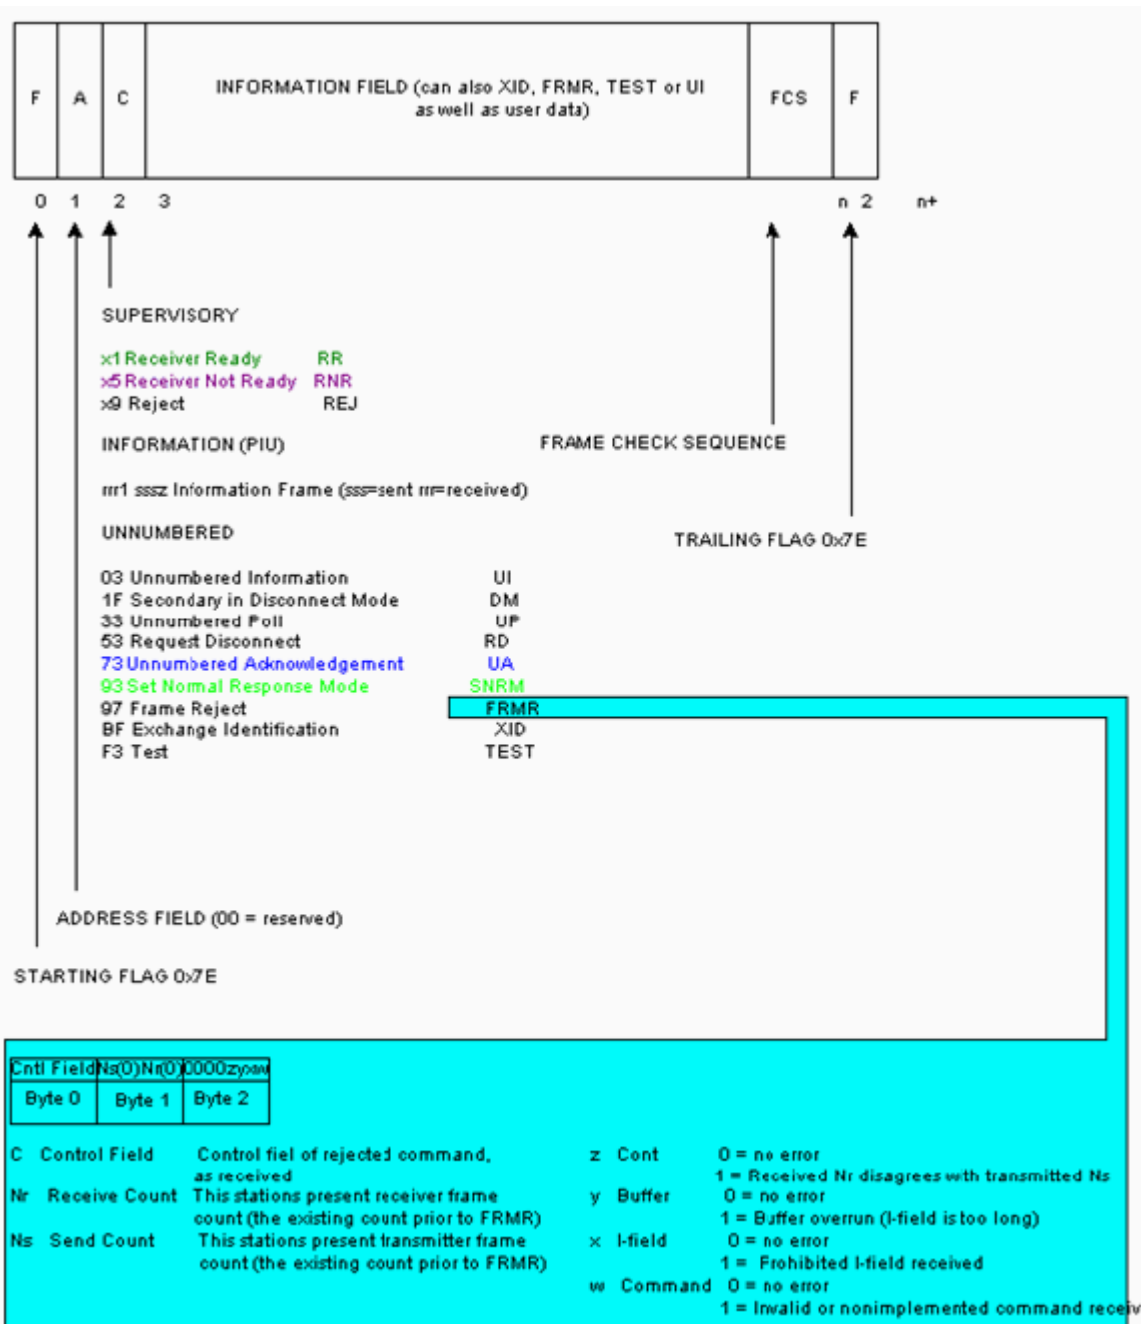 F A C INFORMATION FIELD (can also XID, FRMR, TEST or UI FCS F
as well as user data)
0 1 2 3 n 2 n+
SUPERVISORY
x1 Receiver Ready RR
x5 Receiver Not Ready RNR
x9 Reject REJ
INFORMATION (PIU)
FRAME CHECK SEQUENCE
rrr1 sssz Information Frame (sss=sent rrr=received)
UNNUMBERED
TRAILING FLAG 0x7E
03 Unnumbered Information UI
1F Secondary in Disconnect Mode DM
33 Unnumbered Poll UP
53 Request Disconnect RD
73 Unnumbered Acknowledgement UA
93 Set Normal Response Mode SNRM
97 Frame Reject FRMR
BF Exchange Identification XID
F3 Test TEST
ADDRESS FIELD (00 = reserved)
STARTING FLAG 0x7E
Cntl Field Ns(0)Nr(0) 0000zyxw
Byte 0 Byte 1 Byte 2
C Control Field Control fiel of rejected command,
as received
Nr Receive Count This stations present receiver frame
count (the existing count prior to FRMR)
Ns Send Count This stations present transmitter frame
count (the existing count prior to FRMR)
z Cont 0 = no error
1 = Received Nr disagrees with transmitted Ns
y Buffer 0 = no error
1 = Buffer overrun (I-field is too long)
x I-field 0 = no error
1 = Prohibited I-field received
w Command 0 = no error
1 = Invalid or nonimplemented command receiv